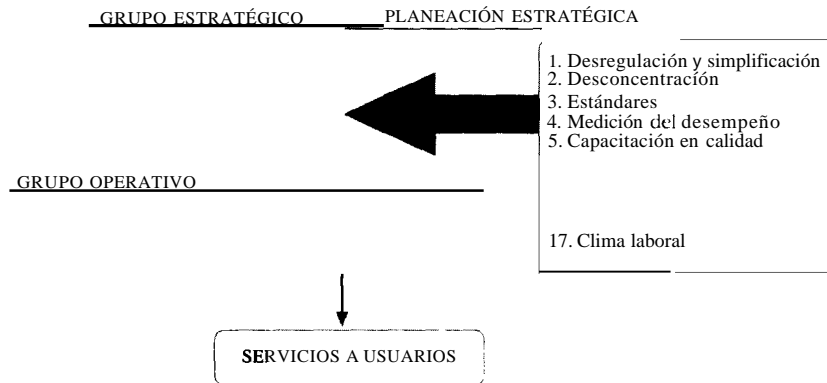 GRUPO ESTRATÉGICO
PLANEACIÓN ESTRATÉGICA
1. Desregulación y simplificación
2. Desconcentración
3. Estándares
4. Medición del desempeño
5. Capacitación en calidad
GRUPO OPERATIVO
17. Clima laboral
SERVICIOS A USUARIOS